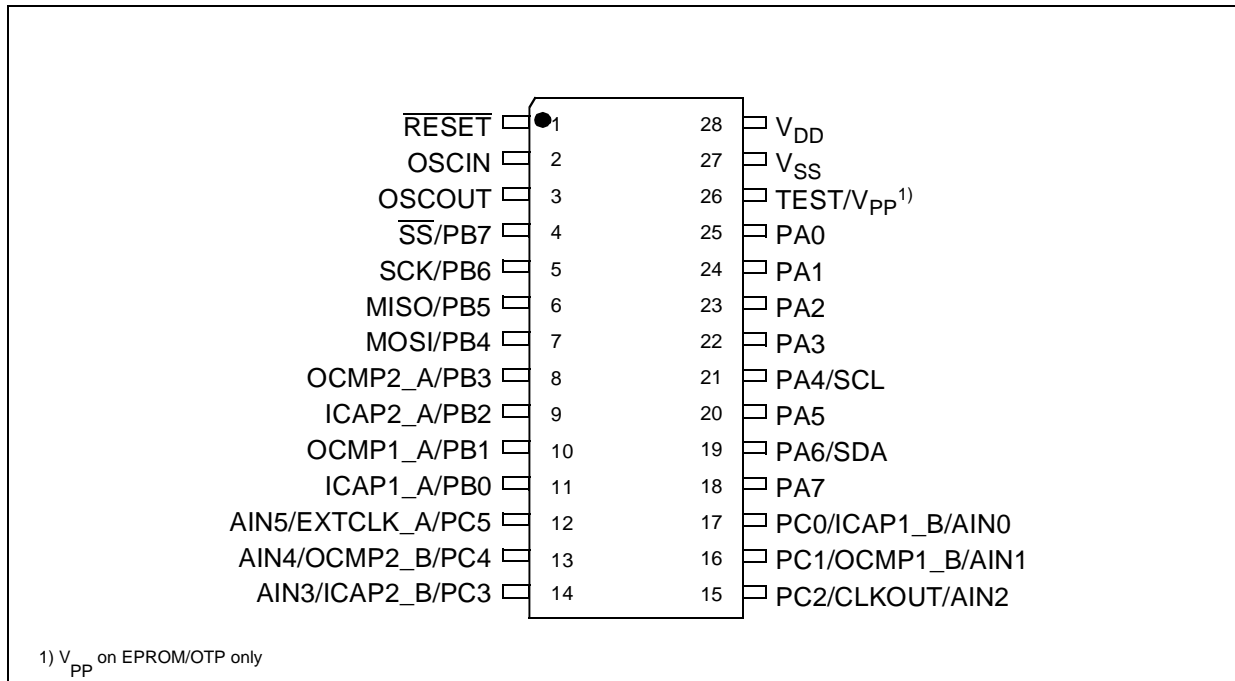 RESET 1 28 VDD
OSCIN 2 27 VSS
OSCOUT 3 26 TEST/VPP1)
SS/PB7 4 25 PA0
SCK/PB6 5 24 PA1
MISO/PB5 6 23 PA2
MOSI/PB4 7 22 PA3
OCMP2_A/PB3 8 21 PA4/SCL
ICAP2_A/PB2 9 20 PA5
OCMP1_A/PB1 10 19 PA6/SDA
ICAP1_A/PB0 11 18 PA7
AIN5/EXTCLK_A/PC5 12 17 PC0/ICAP1_B/AIN0
AIN4/OCMP2_B/PC4 13 16 PC1/OCMP1_B/AIN1
AIN3/ICAP2_B/PC3 14 15 PC2/CLKOUT/AIN2
1) VPP on EPROM/OTP only